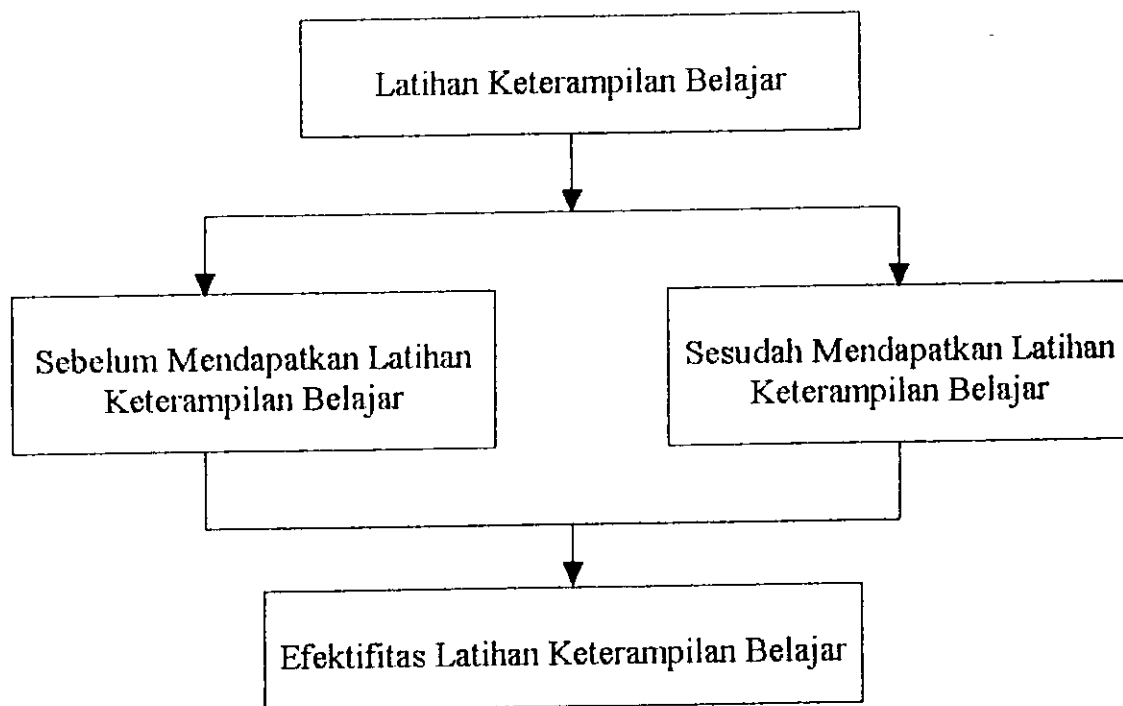 Latihan Keterampilan Belajar
Sebelum Mendapatkan Latihan
Keterampilan Belajar
Sesudah Mendapatkan Latihan
Keterampilan Belajar
Efektifitas Latihan Keterampilan Belajar